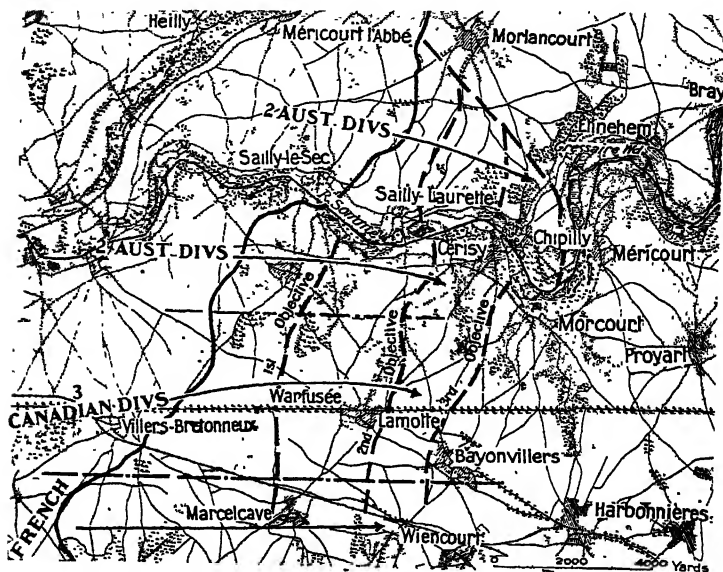 Heilly
Méricourt l'Abbé
Morlancourt
Bray
2 AUST. DIVS
Etinehem
Sailly-le-Sec
Sailly-Laurette
2 AUST. DIVS
Cérisy
Chipilly
Méricourt
1st Objective
2nd Objective
3rd Objective
Morcourt
Proyart
3
CANADIAN DIVS
Warfusée
Villers-Bretonneux
Lamotte
Bayonvillers
FRENCH
Marcelcave
Wiencourt
Harbonnières
0 2000 4000 Yards